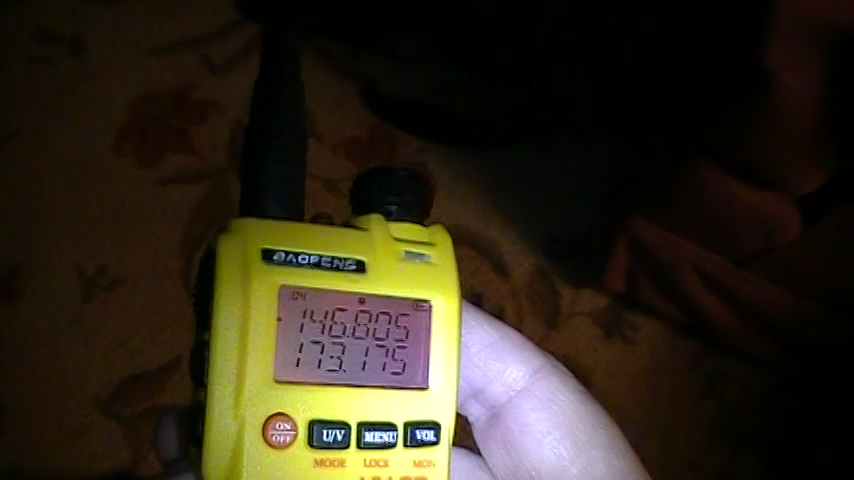 BAOFENG
146.805
173.175
ON
OFF
U/V MENU VOL
MODE LOCK MON